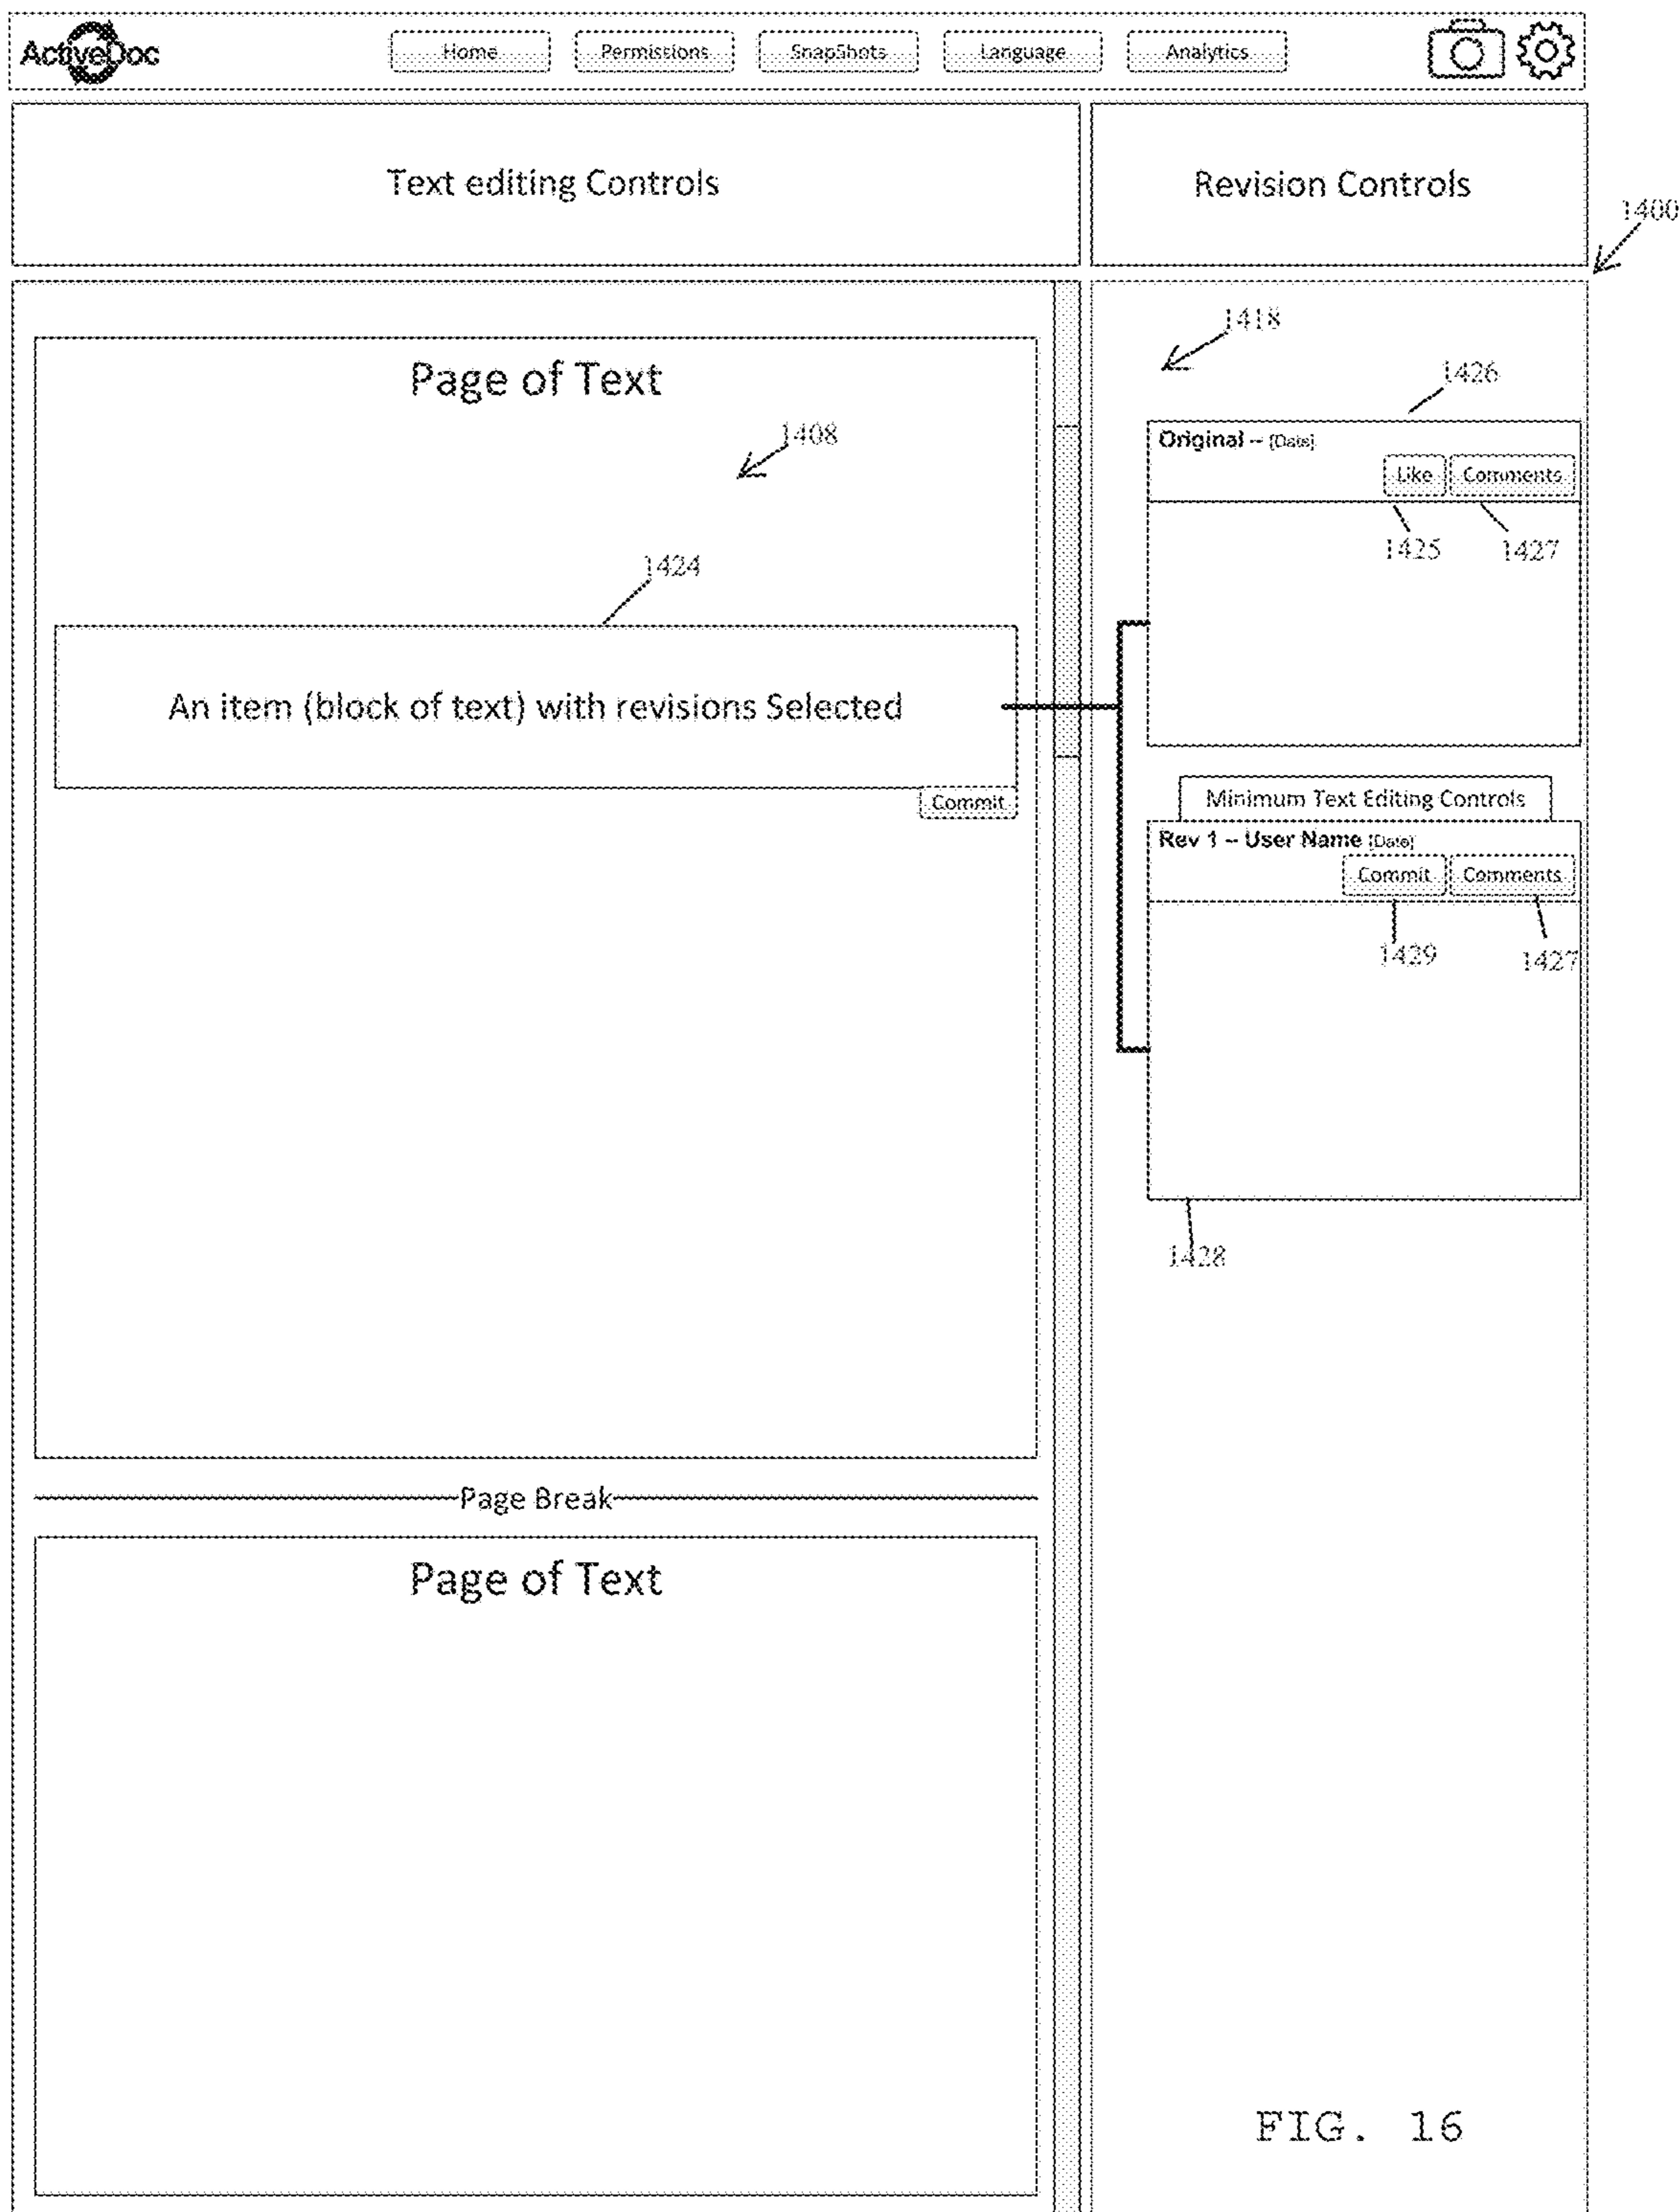 ActiveDoc
Home
Permissions
SnapShots
Language
Analytics
Text editing Controls
Revision Controls
1400
1418
Page of Text
1426
1408
Original – [Date]
Like
Comments
1425
1427
1424
An item (block of text) with revisions Selected
Commit
Minimum Text Editing Controls
Rev 1 – User Name [Date]
Commit
Comments
1429
1427
1428
Page Break
Page of Text
FIG. 16